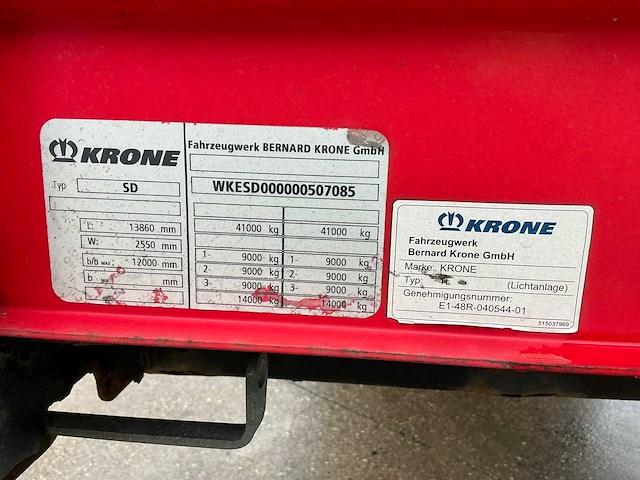 KRONE
Typ SD
L: 13860 mm
W: 2550 mm
b/b MAX. 12000 mm
b mm
Fahrzeugwerk BERNARD KRONE GmbH
WKESD000000507085
41000 kg 41000 kg
1- 9000 kg 1- 9000 kg
2- 9000 kg 2- 9000 kg
3- 9000 kg 3- 9000 kg
14000 kg 14000 kg
KRONE
Fahrzeugwerk
Bernard Krone GmbH
Marke: KRONE
Typ: (Lichtanlage)
Genehmigungsnummer:
E1-48R-040544-01
515037969